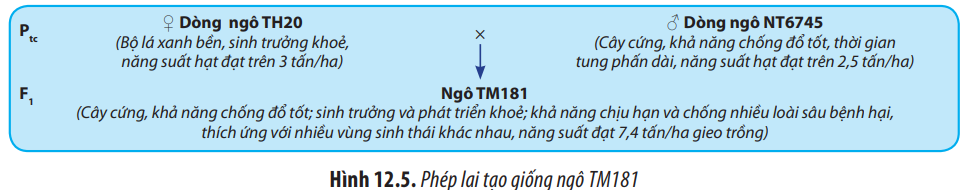 Ptc ♀ Dòng ngô TH20 × ♂ Dòng ngô NT6745
(Bộ lá xanh bền, sinh trưởng khoẻ, (Cây cứng, khả năng chống đổ tốt, thời gian
năng suất hạt đạt trên 3 tấn/ha) tung phấn dài, năng suất hạt đạt trên 2,5 tấn/ha)
F1 Ngô TM181
(Cây cứng, khả năng chống đổ tốt; sinh trưởng và phát triển khoẻ; khả năng chịu hạn và chống nhiều loài sâu bệnh hại,
thích ứng với nhiều vùng sinh thái khác nhau, năng suất đạt 7,4 tấn/ha gieo trồng)
Hình 12.5. Phép lai tạo giống ngô TM181